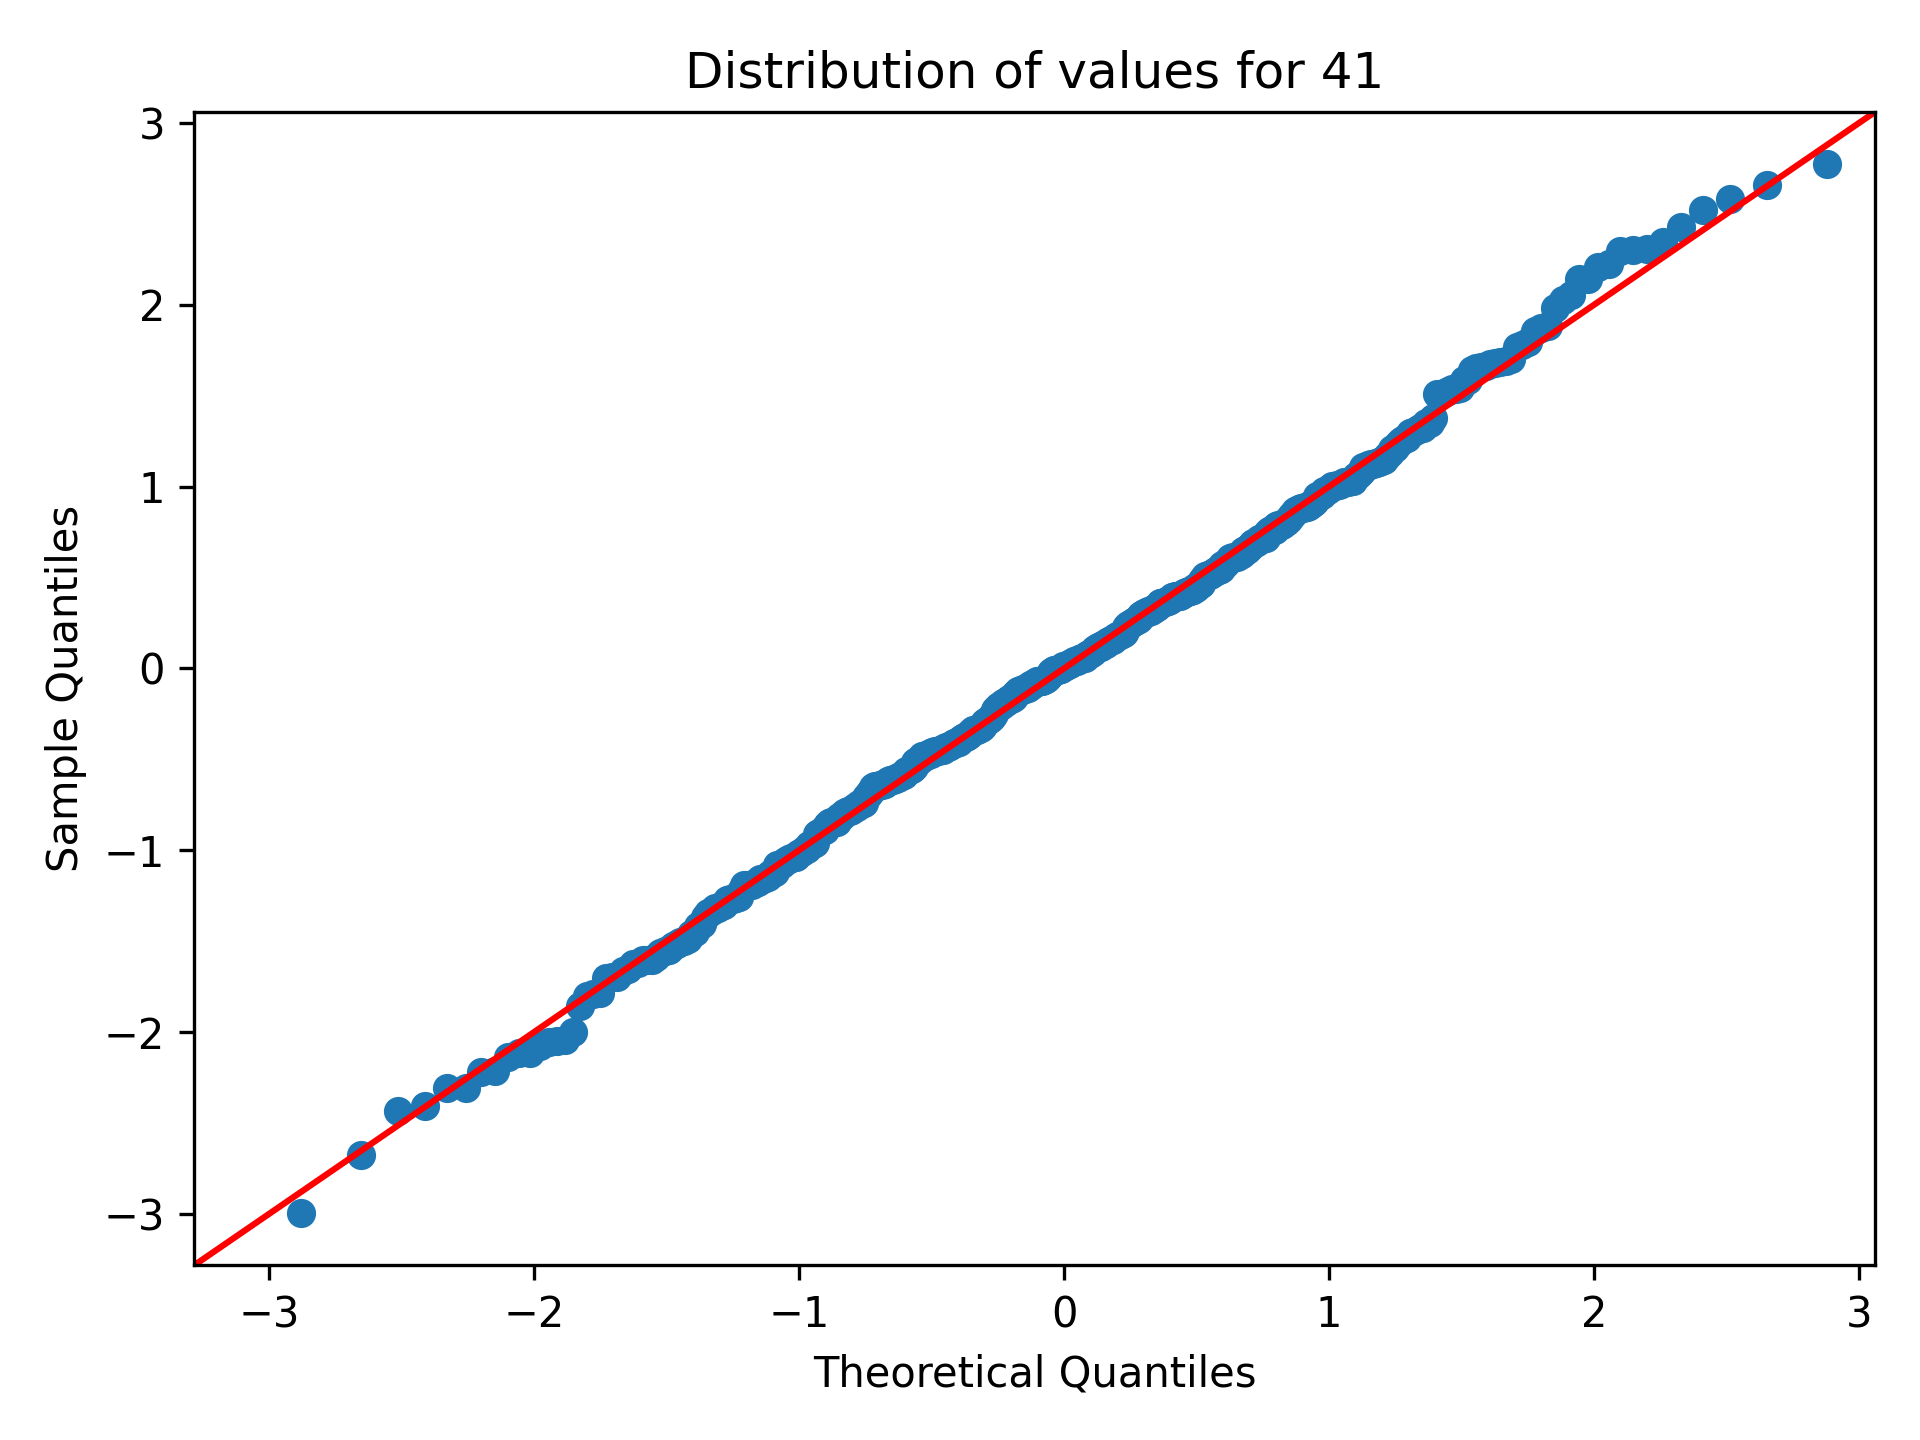 Distribution of values for 41
3
2
1
0
−1
−2
−3
Sample Quantiles
−3 −2 −1 0 1 2 3
Theoretical Quantiles